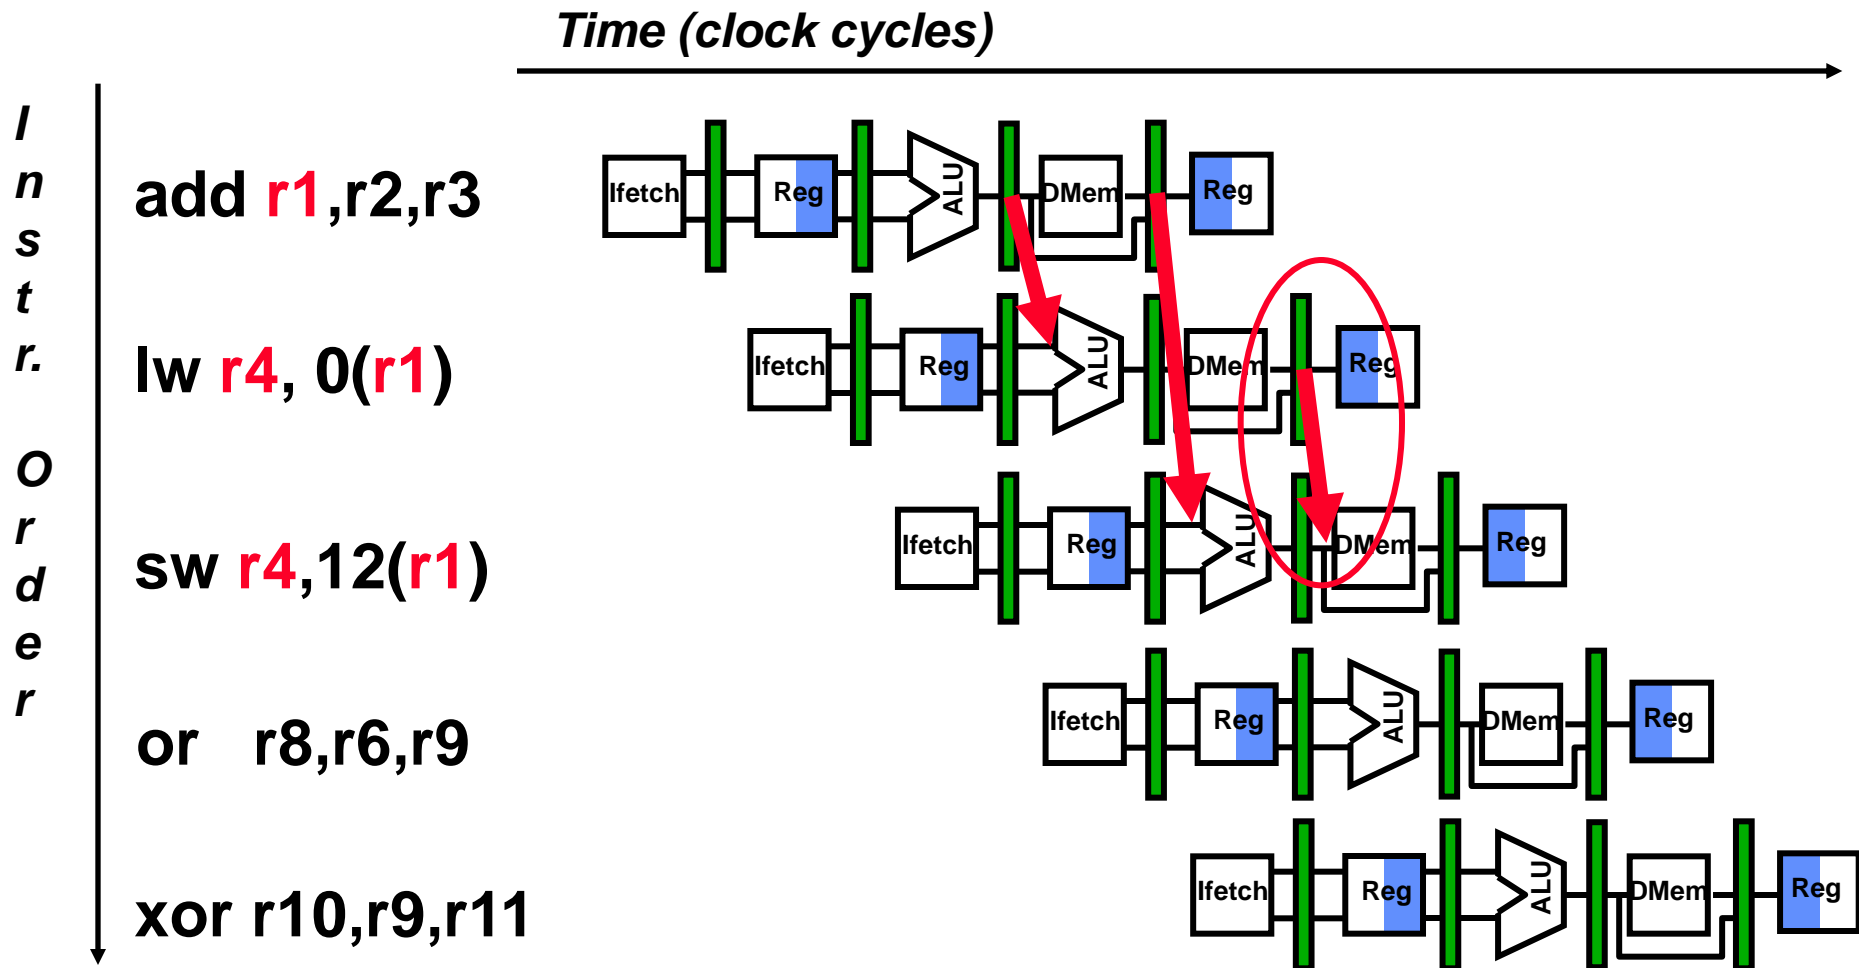 Time (clock cycles)
Instr. Order
add r1,r2,r3
Ifetch Reg ALU DMem Reg
lw r4, 0(r1)
Ifetch Reg ALU DMem Reg
sw r4,12(r1)
Ifetch Reg ALU DMem Reg
or r8,r6,r9
Ifetch Reg ALU DMem Reg
xor r10,r9,r11
Ifetch Reg ALU DMem Reg